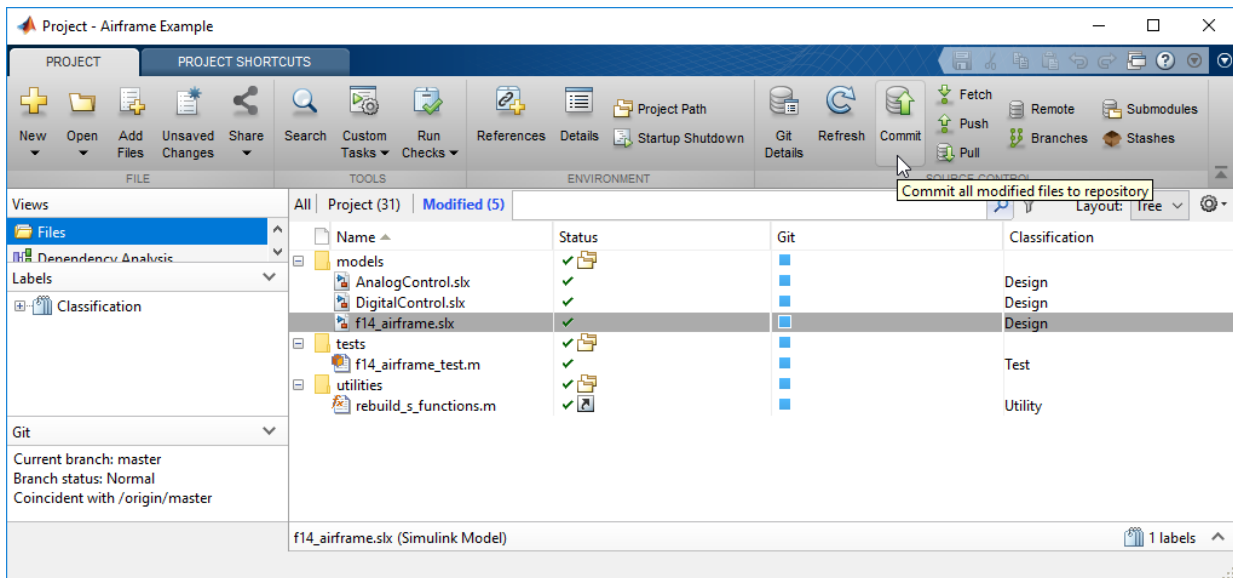 Project - Airframe Example
PROJECT
PROJECT SHORTCUTS
New
Open
Add Files
Unsaved Changes
Share
FILE
Search
Custom Tasks
Run Checks
TOOLS
References
Details
Project Path
Startup Shutdown
ENVIRONMENT
Git Details
Refresh
Commit
Fetch
Push
Pull
Remote
Branches
Submodules
Stashes
SOURCE CONTROL
Commit all modified files to repository
Views
Files
Dependency Analysis
Labels
Classification
Git
Current branch: master
Branch status: Normal
Coincident with /origin/master
All Project (31) Modified (5)
Layout: Tree
Name Status Git Classification
models
AnalogControl.slx Design
DigitalControl.slx Design
f14_airframe.slx Design
tests
f14_airframe_test.m Test
utilities
rebuild_s_functions.m Utility
f14_airframe.slx (Simulink Model)
1 labels